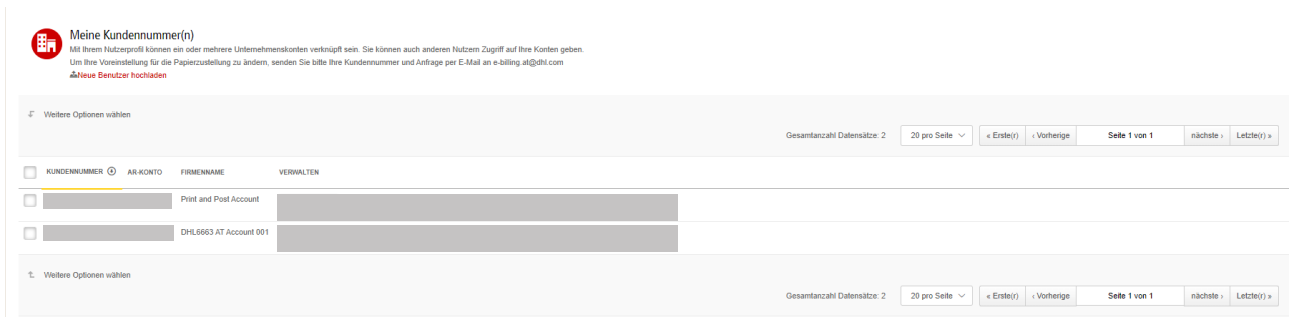 Meine Kundennummer(n)
Mit Ihrem Nutzerprofil können ein oder mehrere Unternehmenskonten verknüpft sein. Sie können auch anderen Nutzern Zugriff auf Ihre Konten geben.
Um Ihre Voreinstellung für die Papierzustellung zu ändern, senden Sie bitte Ihre Kundennummer und Anfrage per E-Mail an e-billing.at@dhl.com
Neue Benutzer hochladen
Weitere Optionen wählen
Gesamtanzahl Datensätze: 2 20 pro Seite « Erste(r) ‹ Vorherige Seite 1 von 1 nächste › Letzte(r) »
KUNDENNUMMER AR-KONTO FIRMENNAME VERWALTEN
Print and Post Account
DHL6663 AT Account 001
Weitere Optionen wählen
Gesamtanzahl Datensätze: 2 20 pro Seite « Erste(r) ‹ Vorherige Seite 1 von 1 nächste › Letzte(r) »